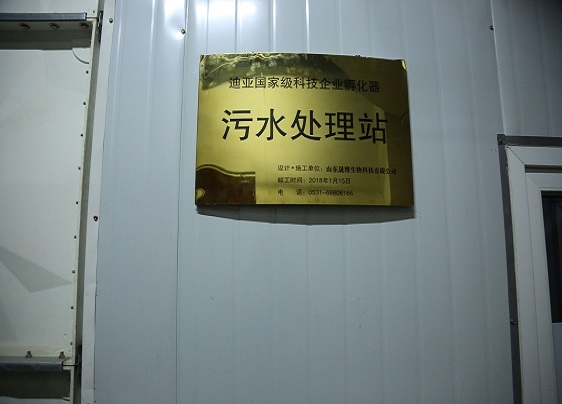 迪亚国家级科技企业孵化器
污水处理站
设计·施工单位：山东晟博生物科技有限公司
竣工时间：2018年1月15日
电　话：0531-68808166